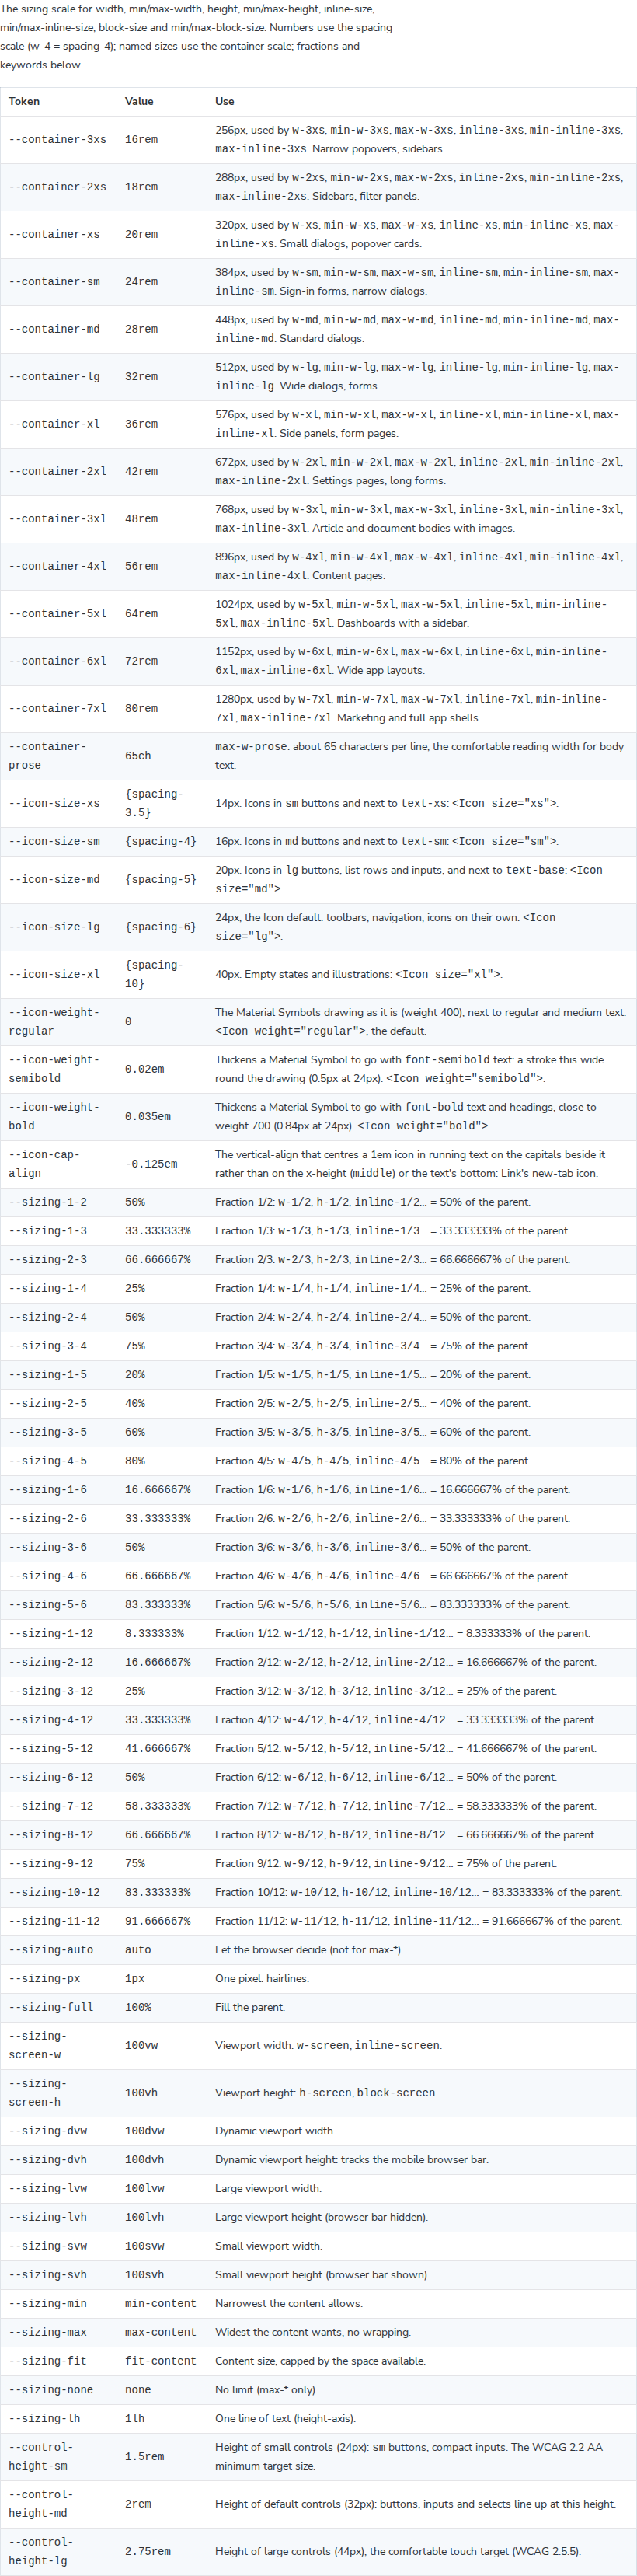 The sizing scale for width, min/max-width, height, min/max-height, inline-size,
min/max-inline-size, block-size and min/max-block-size. Numbers use the spacing
scale (w-4 = spacing-4); named sizes use the container scale; fractions and
keywords below.
Token Value Use
--container-3xs 16rem 256px, used by w-3xs, min-w-3xs, max-w-3xs, inline-3xs, min-inline-3xs,
max-inline-3xs. Narrow popovers, sidebars.
--container-2xs 18rem 288px, used by w-2xs, min-w-2xs, max-w-2xs, inline-2xs, min-inline-2xs,
max-inline-2xs. Sidebars, filter panels.
--container-xs 20rem 320px, used by w-xs, min-w-xs, max-w-xs, inline-xs, min-inline-xs, max-
inline-xs. Small dialogs, popover cards.
--container-sm 24rem 384px, used by w-sm, min-w-sm, max-w-sm, inline-sm, min-inline-sm, max-
inline-sm. Sign-in forms, narrow dialogs.
--container-md 28rem 448px, used by w-md, min-w-md, max-w-md, inline-md, min-inline-md, max-
inline-md. Standard dialogs.
--container-lg 32rem 512px, used by w-lg, min-w-lg, max-w-lg, inline-lg, min-inline-lg, max-
inline-lg. Wide dialogs, forms.
--container-xl 36rem 576px, used by w-xl, min-w-xl, max-w-xl, inline-xl, min-inline-xl, max-
inline-xl. Side panels, form pages.
--container-2xl 42rem 672px, used by w-2xl, min-w-2xl, max-w-2xl, inline-2xl, min-inline-2xl,
max-inline-2xl. Settings pages, long forms.
--container-3xl 48rem 768px, used by w-3xl, min-w-3xl, max-w-3xl, inline-3xl, min-inline-3xl,
max-inline-3xl. Article and document bodies with images.
--container-4xl 56rem 896px, used by w-4xl, min-w-4xl, max-w-4xl, inline-4xl, min-inline-4xl,
max-inline-4xl. Content pages.
--container-5xl 64rem 1024px, used by w-5xl, min-w-5xl, max-w-5xl, inline-5xl, min-inline-
5xl, max-inline-5xl. Dashboards with a sidebar.
--container-6xl 72rem 1152px, used by w-6xl, min-w-6xl, max-w-6xl, inline-6xl, min-inline-
6xl, max-inline-6xl. Wide app layouts.
--container-7xl 80rem 1280px, used by w-7xl, min-w-7xl, max-w-7xl, inline-7xl, min-inline-
7xl, max-inline-7xl. Marketing and full app shells.
--container-
prose 65ch max-w-prose: about 65 characters per line, the comfortable reading width for body
text.
--icon-size-xs {spacing-
3.5} 14px. Icons in sm buttons and next to text-xs: <Icon size="xs">.
--icon-size-sm {spacing-4} 16px. Icons in md buttons and next to text-sm: <Icon size="sm">.
--icon-size-md {spacing-5} 20px. Icons in lg buttons, list rows and inputs, and next to text-base: <Icon
size="md">.
--icon-size-lg {spacing-6} 24px, the Icon default: toolbars, navigation, icons on their own: <Icon
size="lg">.
--icon-size-xl {spacing-
10} 40px. Empty states and illustrations: <Icon size="xl">.
--icon-weight-
regular 0 The Material Symbols drawing as it is (weight 400), next to regular and medium text:
<Icon weight="regular">, the default.
--icon-weight-
semibold 0.02em Thickens a Material Symbol to go with font-semibold text: a stroke this wide
round the drawing (0.5px at 24px). <Icon weight="semibold">.
--icon-weight-
bold 0.035em Thickens a Material Symbol to go with font-bold text and headings, close to
weight 700 (0.84px at 24px). <Icon weight="bold">.
--icon-cap-
align -0.125em The vertical-align that centres a 1em icon in running text on the capitals beside it
rather than on the x-height (middle) or the text's bottom: Link's new-tab icon.
--sizing-1-2 50% Fraction 1/2: w-1/2, h-1/2, inline-1/2... = 50% of the parent.
--sizing-1-3 33.333333% Fraction 1/3: w-1/3, h-1/3, inline-1/3... = 33.333333% of the parent.
--sizing-2-3 66.666667% Fraction 2/3: w-2/3, h-2/3, inline-2/3... = 66.666667% of the parent.
--sizing-1-4 25% Fraction 1/4: w-1/4, h-1/4, inline-1/4... = 25% of the parent.
--sizing-2-4 50% Fraction 2/4: w-2/4, h-2/4, inline-2/4... = 50% of the parent.
--sizing-3-4 75% Fraction 3/4: w-3/4, h-3/4, inline-3/4... = 75% of the parent.
--sizing-1-5 20% Fraction 1/5: w-1/5, h-1/5, inline-1/5... = 20% of the parent.
--sizing-2-5 40% Fraction 2/5: w-2/5, h-2/5, inline-2/5... = 40% of the parent.
--sizing-3-5 60% Fraction 3/5: w-3/5, h-3/5, inline-3/5... = 60% of the parent.
--sizing-4-5 80% Fraction 4/5: w-4/5, h-4/5, inline-4/5... = 80% of the parent.
--sizing-1-6 16.666667% Fraction 1/6: w-1/6, h-1/6, inline-1/6... = 16.666667% of the parent.
--sizing-2-6 33.333333% Fraction 2/6: w-2/6, h-2/6, inline-2/6... = 33.333333% of the parent.
--sizing-3-6 50% Fraction 3/6: w-3/6, h-3/6, inline-3/6... = 50% of the parent.
--sizing-4-6 66.666667% Fraction 4/6: w-4/6, h-4/6, inline-4/6... = 66.666667% of the parent.
--sizing-5-6 83.333333% Fraction 5/6: w-5/6, h-5/6, inline-5/6... = 83.333333% of the parent.
--sizing-1-12 8.333333% Fraction 1/12: w-1/12, h-1/12, inline-1/12... = 8.333333% of the parent.
--sizing-2-12 16.666667% Fraction 2/12: w-2/12, h-2/12, inline-2/12... = 16.666667% of the parent.
--sizing-3-12 25% Fraction 3/12: w-3/12, h-3/12, inline-3/12... = 25% of the parent.
--sizing-4-12 33.333333% Fraction 4/12: w-4/12, h-4/12, inline-4/12... = 33.333333% of the parent.
--sizing-5-12 41.666667% Fraction 5/12: w-5/12, h-5/12, inline-5/12... = 41.666667% of the parent.
--sizing-6-12 50% Fraction 6/12: w-6/12, h-6/12, inline-6/12... = 50% of the parent.
--sizing-7-12 58.333333% Fraction 7/12: w-7/12, h-7/12, inline-7/12... = 58.333333% of the parent.
--sizing-8-12 66.666667% Fraction 8/12: w-8/12, h-8/12, inline-8/12... = 66.666667% of the parent.
--sizing-9-12 75% Fraction 9/12: w-9/12, h-9/12, inline-9/12... = 75% of the parent.
--sizing-10-12 83.333333% Fraction 10/12: w-10/12, h-10/12, inline-10/12... = 83.333333% of the parent.
--sizing-11-12 91.666667% Fraction 11/12: w-11/12, h-11/12, inline-11/12... = 91.666667% of the parent.
--sizing-auto auto Let the browser decide (not for max-*).
--sizing-px 1px One pixel: hairlines.
--sizing-full 100% Fill the parent.
--sizing-
screen-w 100vw Viewport width: w-screen, inline-screen.
--sizing-
screen-h 100vh Viewport height: h-screen, block-screen.
--sizing-dvw 100dvw Dynamic viewport width.
--sizing-dvh 100dvh Dynamic viewport height: tracks the mobile browser bar.
--sizing-lvw 100lvw Large viewport width.
--sizing-lvh 100lvh Large viewport height (browser bar hidden).
--sizing-svw 100svw Small viewport width.
--sizing-svh 100svh Small viewport height (browser bar shown).
--sizing-min min-content Narrowest the content allows.
--sizing-max max-content Widest the content wants, no wrapping.
--sizing-fit fit-content Content size, capped by the space available.
--sizing-none none No limit (max-* only).
--sizing-lh 1lh One line of text (height-axis).
--control-
height-sm 1.5rem Height of small controls (24px): sm buttons, compact inputs. The WCAG 2.2 AA
minimum target size.
--control-
height-md 2rem Height of default controls (32px): buttons, inputs and selects line up at this height.
--control-
height-lg 2.75rem Height of large controls (44px), the comfortable touch target (WCAG 2.5.5).